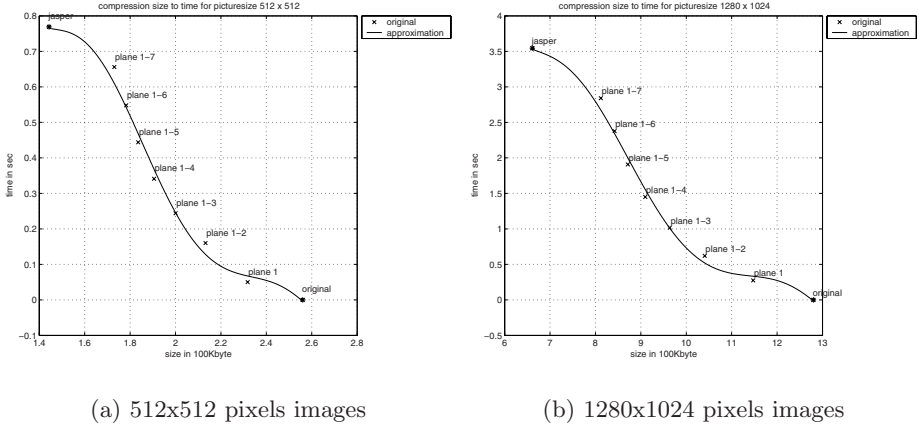 compression size to time for picturesize 512 x 512
original
approximation
0.8
0.7
0.6
0.5
0.4
0.3
0.2
0.1
0
−0.1
time in sec
jasper
plane 1−7
plane 1−6
plane 1−5
plane 1−4
plane 1−3
plane 1−2
plane 1
original
1.4 1.6 1.8 2 2.2 2.4 2.6 2.8
size in 100Kbyte
(a) 512x512 pixels images
compression size to time for picturesize 1280 x 1024
original
approximation
4
3.5
3
2.5
2
1.5
1
0.5
0
−0.5
time in sec
jasper
plane 1−7
plane 1−6
plane 1−5
plane 1−4
plane 1−3
plane 1−2
plane 1
original
6 7 8 9 10 11 12 13
size in 100Kbyte
(b) 1280x1024 pixels images